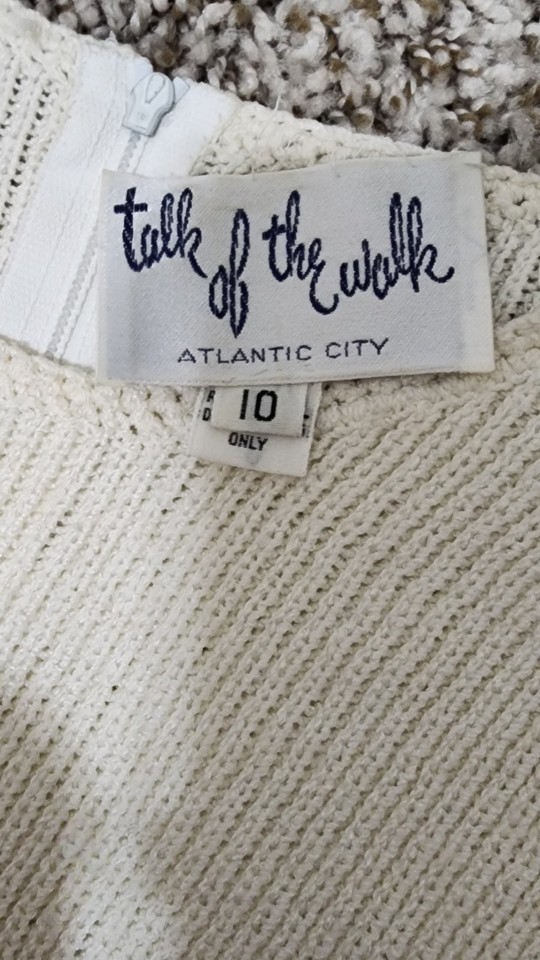 talk of the walk
ATLANTIC CITY
10
ONLY